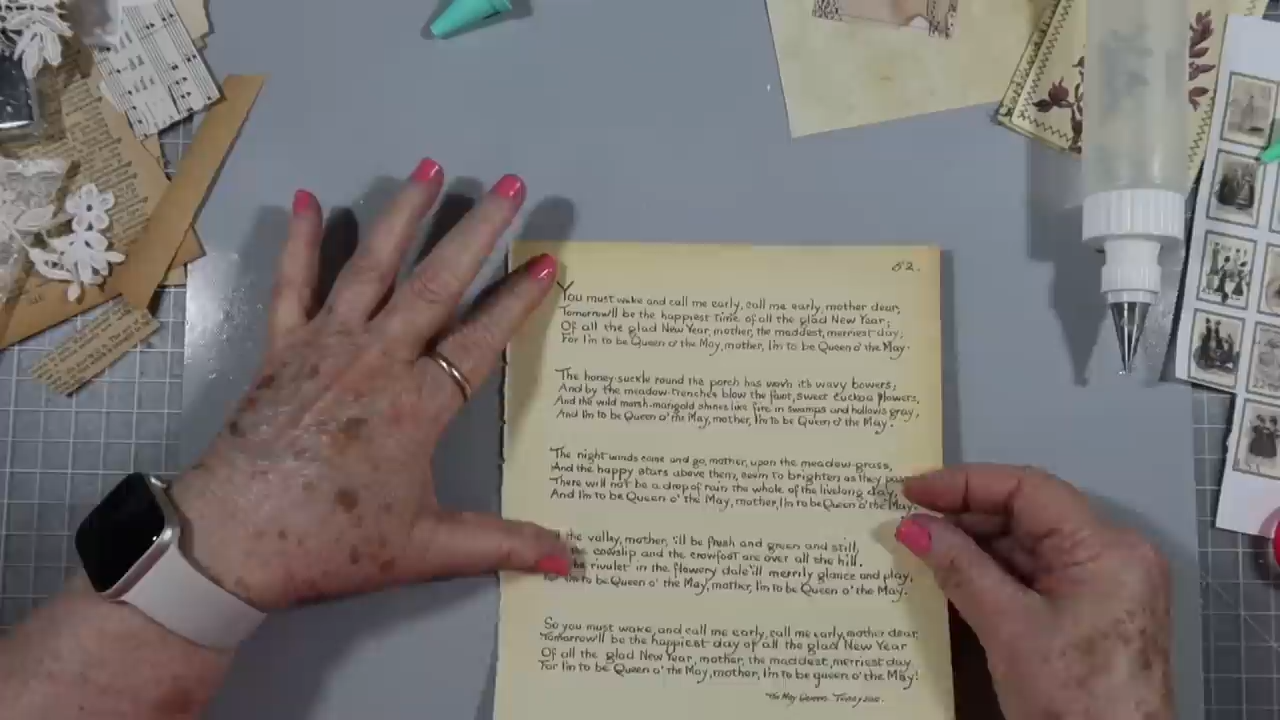 62.
You must wake and call me early, call me early, mother dear;
Tomorrow'll be the happiest time of all the glad New Year;
Of all the glad New Year, mother, the maddest, merriest day;
For I'm to be Queen o' the May, mother, I'm to be Queen o' the May.
The honey-suckle round the porch has wov'n its wavy bowers,
And by the meadow-trenches blow the faint, sweet cuckoo flowers,
And the wild marsh-marigold shines like fire in swamps and hollows gray,
And I'm to be Queen o' the May, mother, I'm to be Queen o' the May.
The night winds come and go, mother, upon the meadow-grass,
And the happy stars above them, seem to brighten as they
There will not be a drop of rain the whole of the livelong day,
And I'm to be Queen o' the May, mother, I'm to be Queen o' the May.
the valley, mother, 'ill be fresh and green and still,
the cowslip and the crowfoot are over all the hill.
the rivulet in the flowery dale'ill merrily glance and play,
to be Queen o' the May, mother, I'm to be Queen o' the May.
So you must wake, and call me early, call me early, mother dear,
Tomorrow'll be the happiest day of all the glad New Year
Of all the glad New Year, mother, the maddest, merriest day
For I'm to be Queen o' the May, mother, I'm to be queen o' the May!
The May Queen. Tennyson.